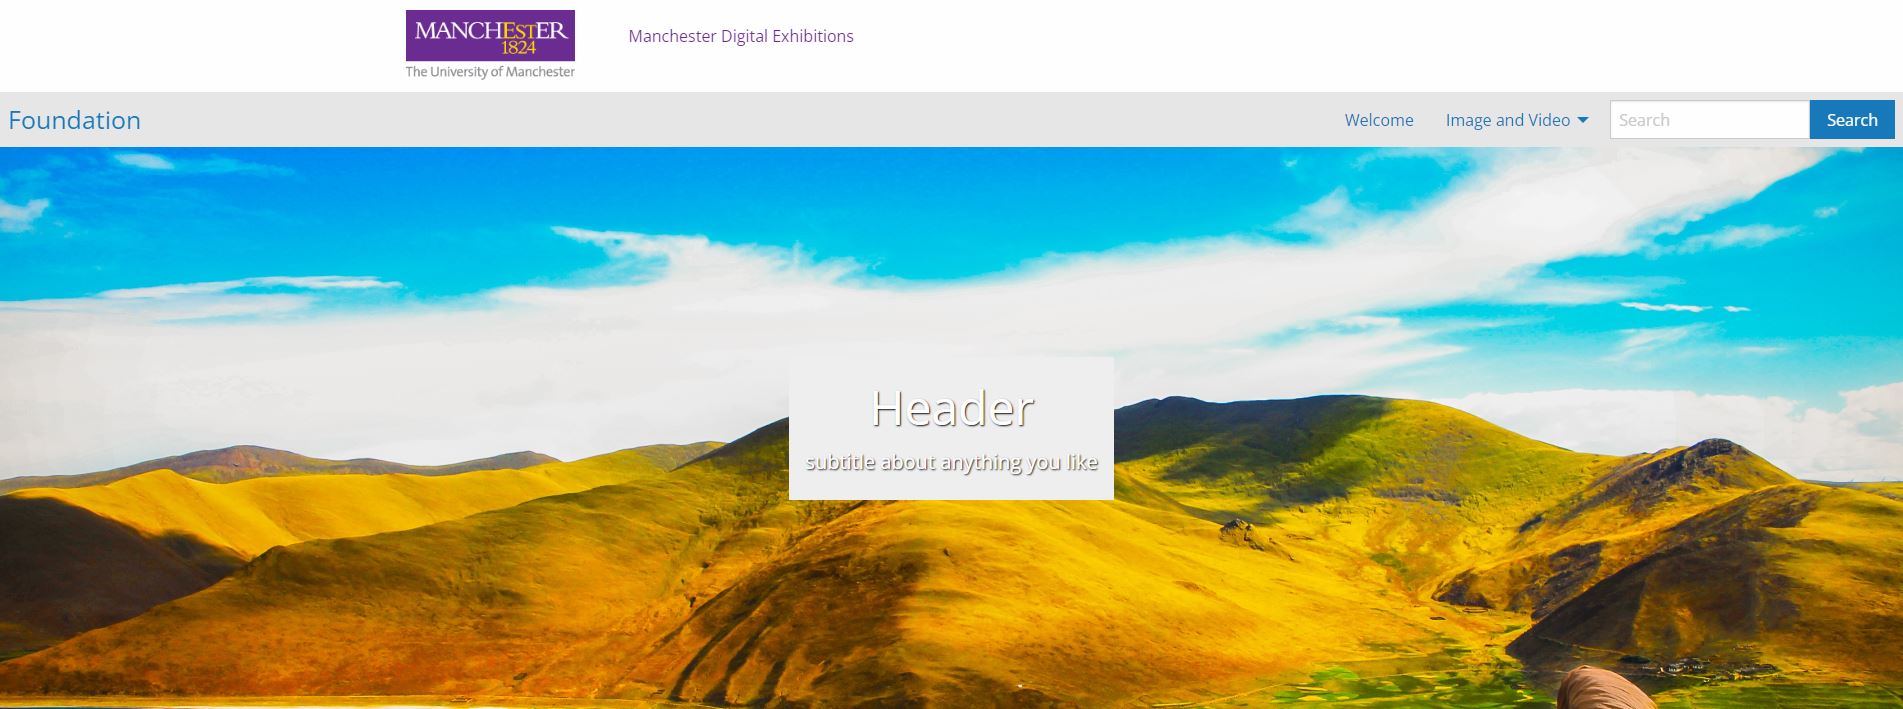 MANCHESTER
1824
The University of Manchester
Manchester Digital Exhibitions
Foundation
Welcome
Image and Video
Search
Search
Header
subtitle about anything you like